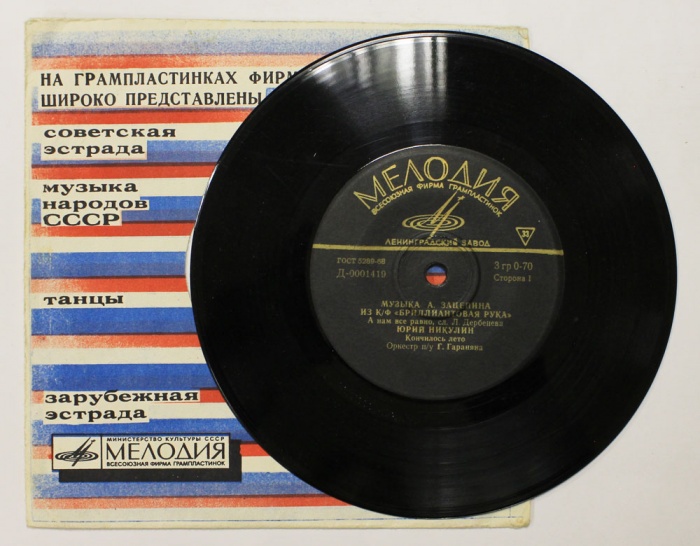 НА ГРАМПЛАСТИНКАХ ФИРМ
ШИРОКО ПРЕДСТАВЛЕНЫ
советская
эстрада
музыка
народов
СССР
танцы
зарубежная
эстрада
МИНИСТЕРСТВО КУЛЬТУРЫ СССР
МЕЛОДИЯ
ВСЕСОЮЗНАЯ ФИРМА ГРАМПЛАСТИНОК
МЕЛОДИЯ
ВСЕСОЮЗНАЯ ФИРМА ГРАМПЛАСТИНОК
ЛЕНИНГРАДСКИЙ ЗАВОД
33
ГОСТ 5289-68
Д-0001419
3 гр 0-70
Сторона 1
МУЗЫКА А. ЗАЦЕПИНА
ИЗ К/Ф «БРИЛЛИАНТОВАЯ РУКА»
А нам все равно, сл. Л. Дербенева
ЮРИЙ НИКУЛИН
Кончилось лето
Оркестр п/у Г. Гараняна